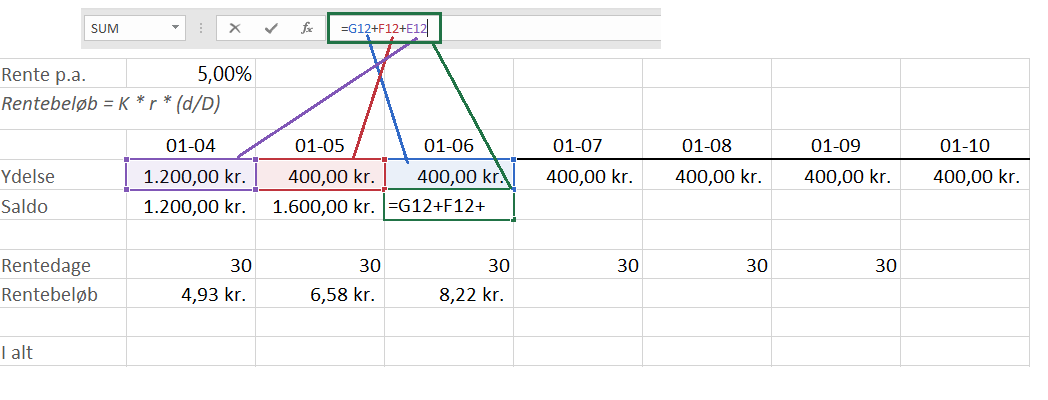 SUM fx =G12+F12+E12
Rente p.a. 5,00%
Rentebeløb = K * r * (d/D)
01-04 01-05 01-06 01-07 01-08 01-09 01-10
Ydelse 1.200,00 kr. 400,00 kr. 400,00 kr. 400,00 kr. 400,00 kr. 400,00 kr. 400,00 kr.
Saldo 1.200,00 kr. 1.600,00 kr. =G12+F12+
Rentedage 30 30 30 30 30 30
Rentebeløb 4,93 kr. 6,58 kr. 8,22 kr.
I alt